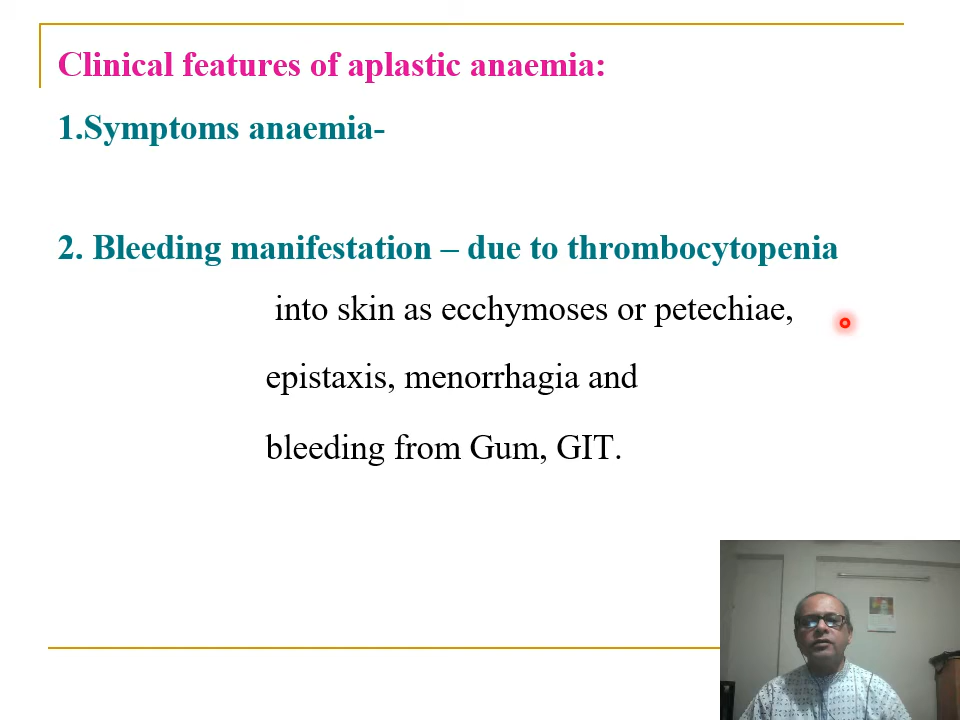 Clinical features of aplastic anaemia:
1.Symptoms anaemia-
2. Bleeding manifestation – due to thrombocytopenia
into skin as ecchymoses or petechiae,
epistaxis, menorrhagia and
bleeding from Gum, GIT.